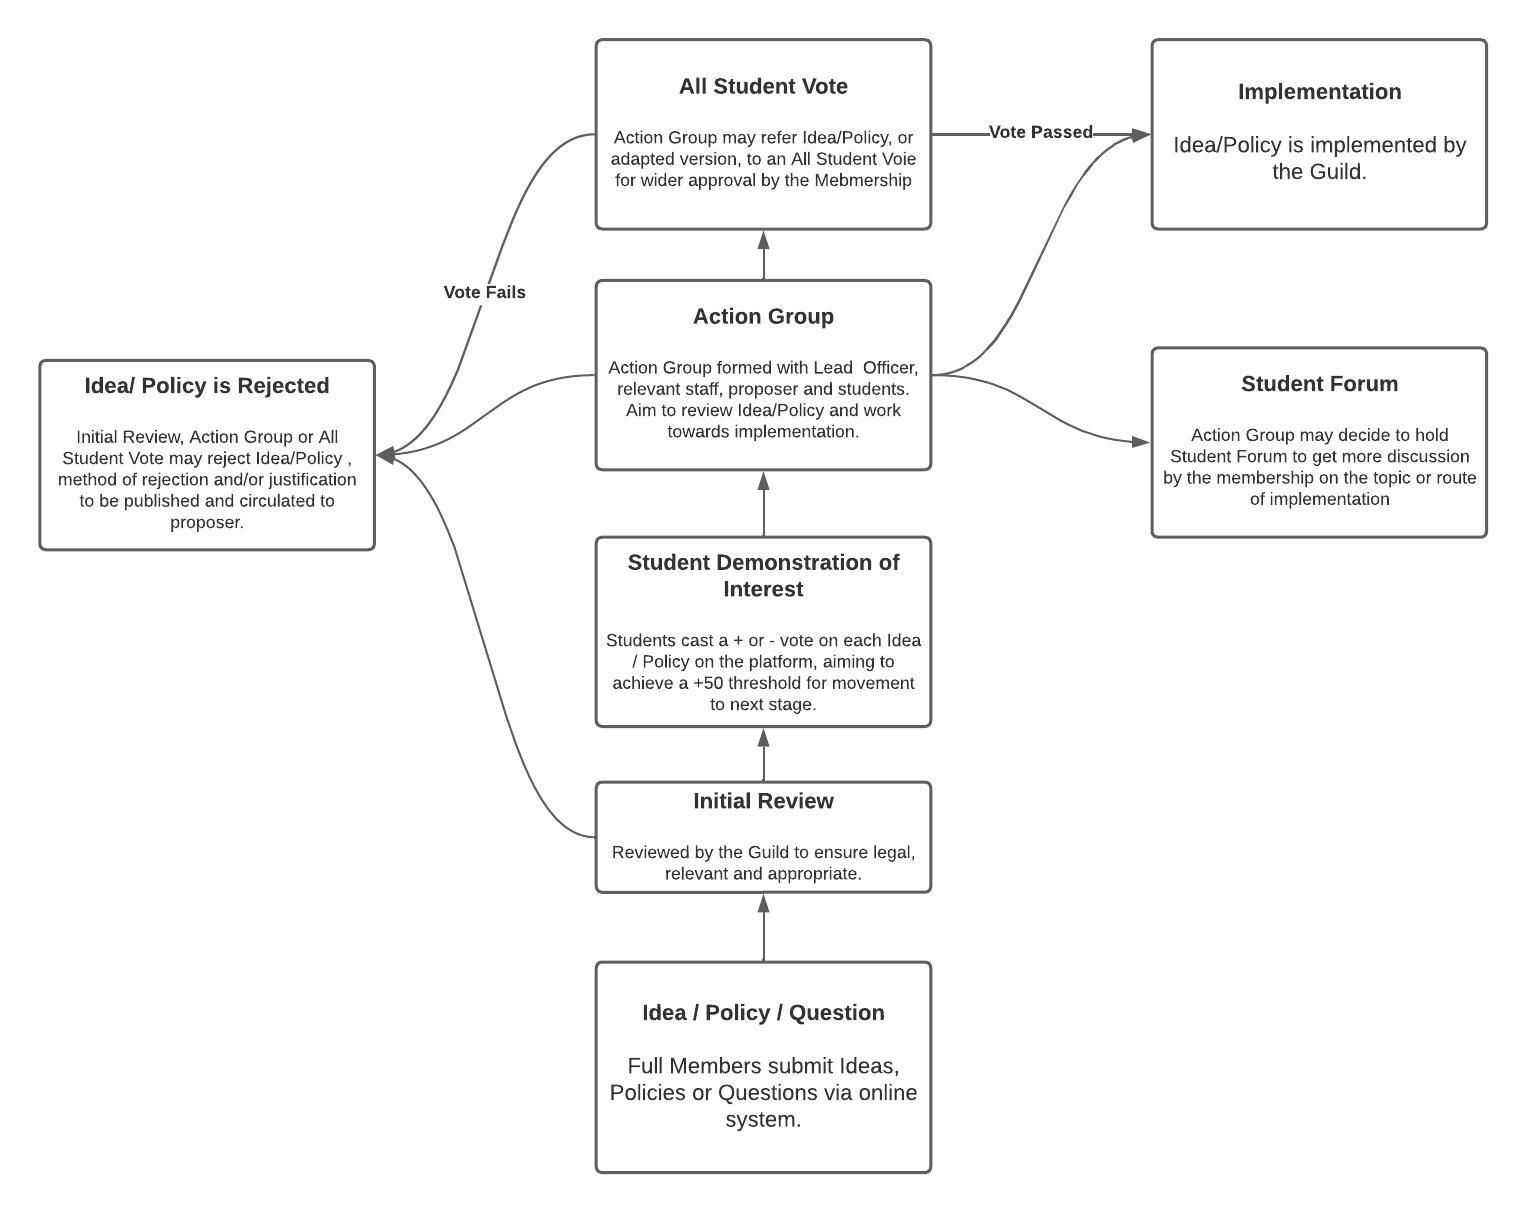 All Student Vote
Action Group may refer Idea/Policy, or
adapted version, to an All Student Voie
for wider approval by the Mebmership
Vote Passed
Implementation
Idea/Policy is implemented by
the Guild.
Vote Fails
Action Group
Action Group formed with Lead  Officer,
relevant staff, proposer and students.
Aim to review Idea/Policy and work
towards implementation.
Idea/ Policy is Rejected
Initial Review, Action Group or All
Student Vote may reject Idea/Policy ,
method of rejection and/or justification
to be published and circulated to
proposer.
Student Forum
Action Group may decide to hold
Student Forum to get more discussion
by the membership on the topic or route
of implementation
Student Demonstration of
Interest
Students cast a + or - vote on each Idea
/ Policy on the platform, aiming to
achieve a +50 threshold for movement
to next stage.
Initial Review
Reviewed by the Guild to ensure legal,
relevant and appropriate.
Idea / Policy / Question
Full Members submit Ideas,
Policies or Questions via online
system.